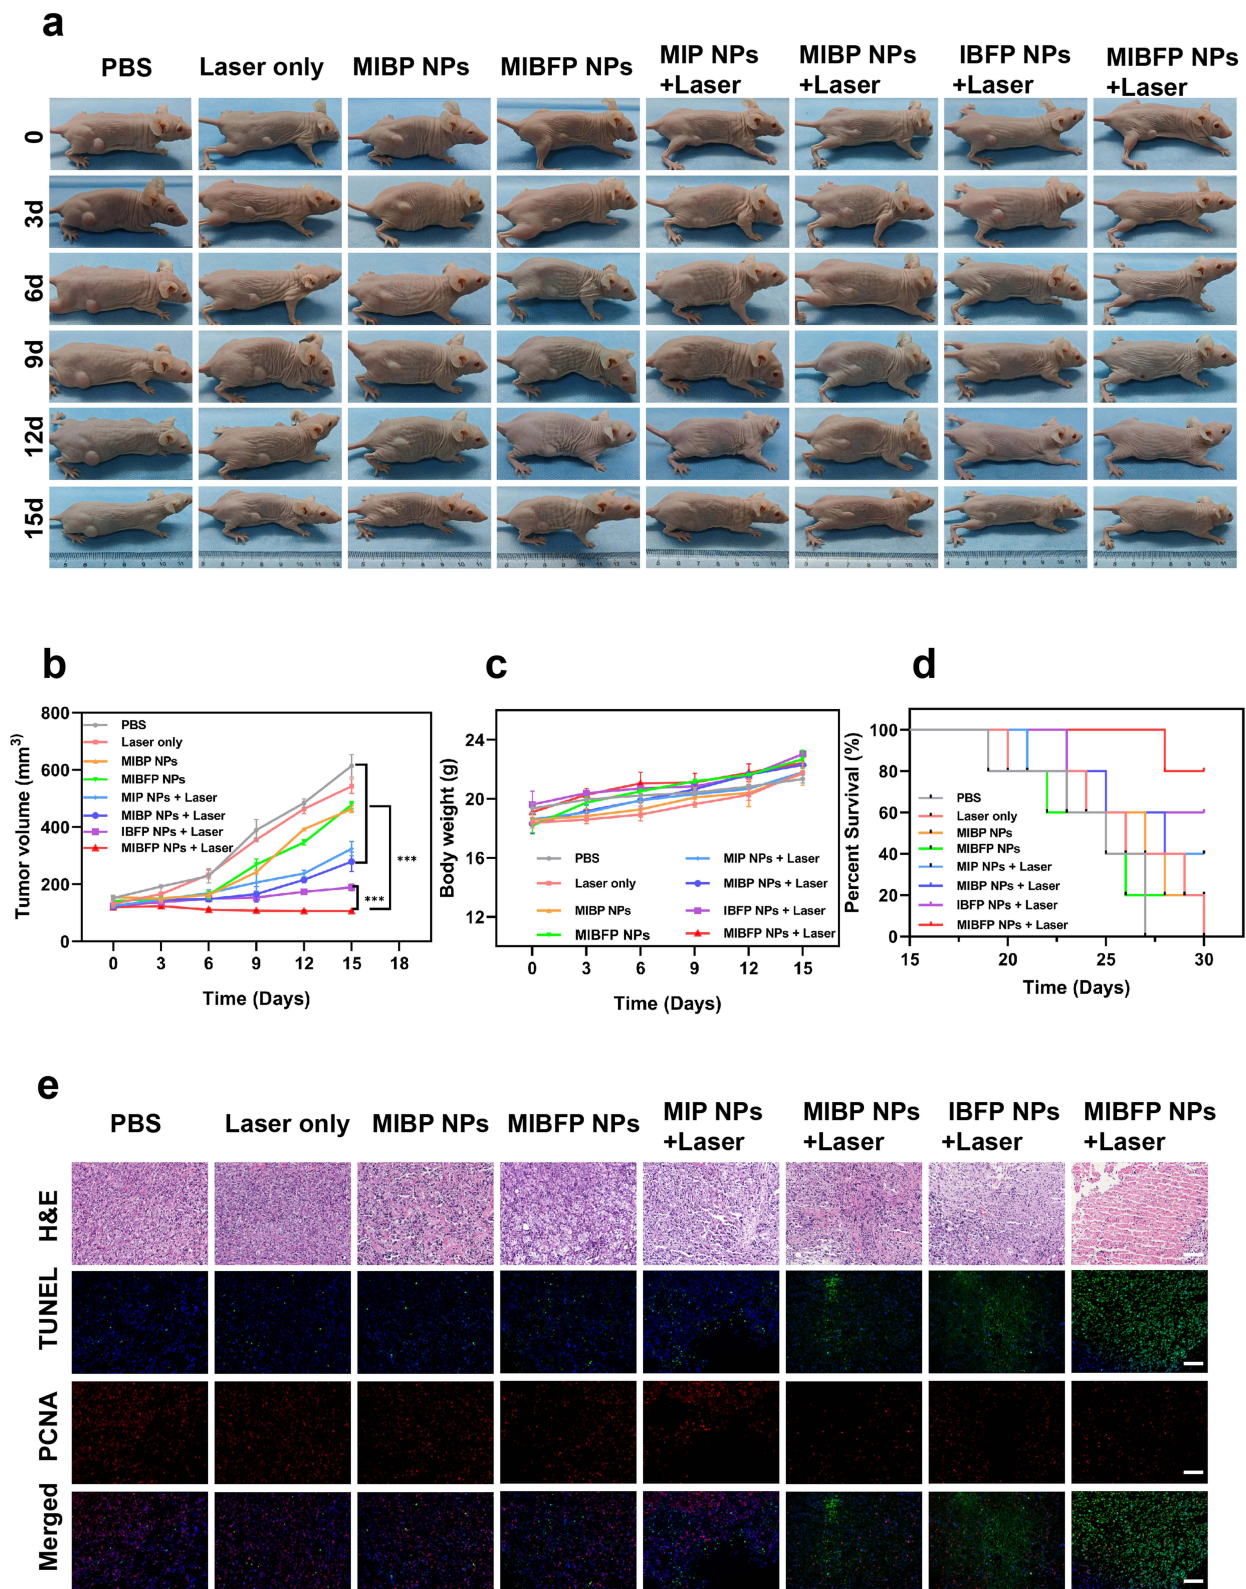 a
PBS
Laser only
MIBP NPs
MIBFP NPs
MIP NPs
+Laser
MIBP NPs
+Laser
IBFP NPs
+Laser
MIBFP NPs
+Laser
0
3d
6d
9d
12d
15d
b
Tumor volume (mm³)
800
600
400
200
0
PBS
Laser only
MIBP NPs
MIBFP NPs
MIP NPs + Laser
MIBP NPs + Laser
IBFP NPs + Laser
MIBFP NPs + Laser
***
***
0 3 6 9 12 15 18
Time (Days)
c
Body weight (g)
24
20
16
12
PBS
Laser only
MIBP NPs
MIBFP NPs
MIP NPs + Laser
MIBP NPs + Laser
IBFP NPs + Laser
MIBFP NPs + Laser
0 3 6 9 12 15
Time (Days)
d
Percent Survival (%)
100
80
60
40
20
0
PBS
Laser only
MIBP NPs
MIBFP NPs
MIP NPs + Laser
MIBP NPs + Laser
IBFP NPs + Laser
MIBFP NPs + Laser
15 20 25 30
Time (Days)
e
PBS
Laser only
MIBP NPs
MIBFP NPs
MIP NPs
+Laser
MIBP NPs
+Laser
IBFP NPs
+Laser
MIBFP NPs
+Laser
H&E
TUNEL
PCNA
Merged